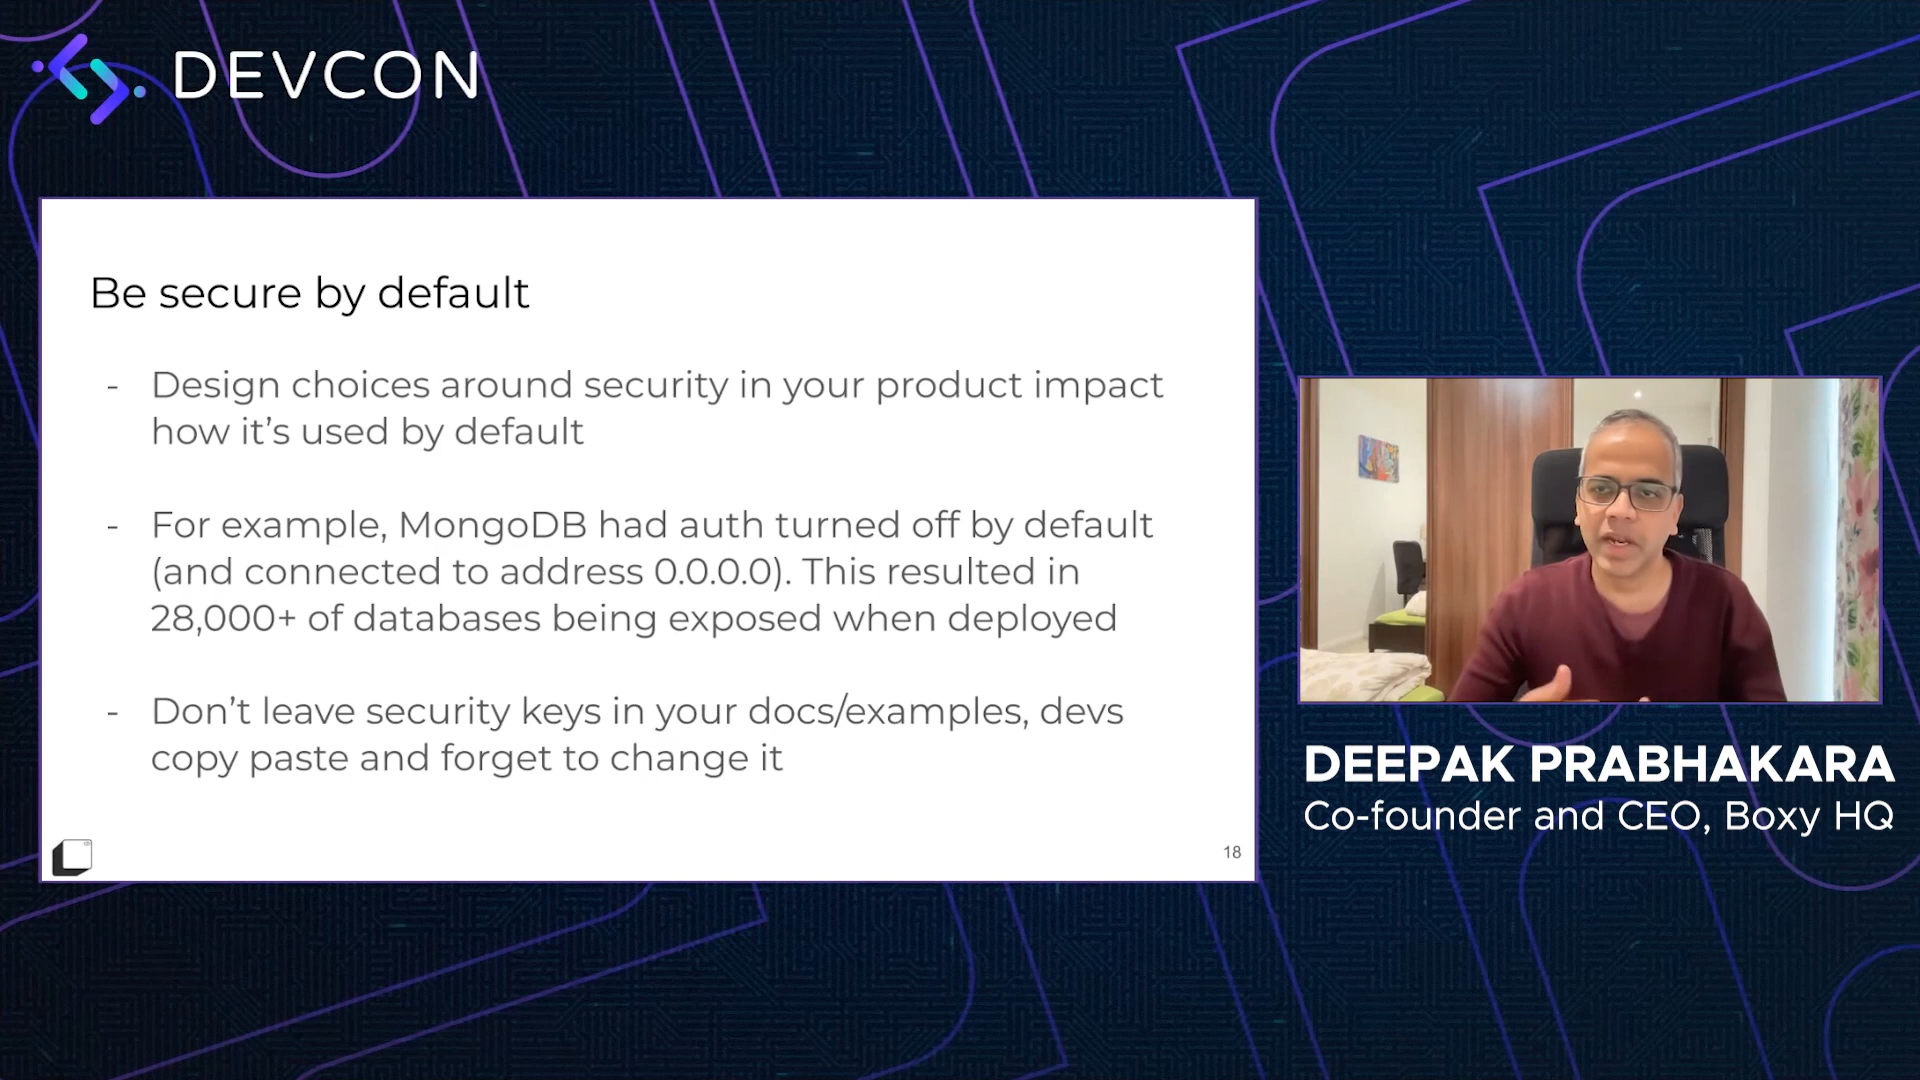 DEVCON
Be secure by default
- Design choices around security in your product impact
how it's used by default
- For example, MongoDB had auth turned off by default
(and connected to address 0.0.0.0). This resulted in
28,000+ of databases being exposed when deployed
- Don't leave security keys in your docs/examples, devs
copy paste and forget to change it
18
DEEPAK PRABHAKARA
Co-founder and CEO, Boxy HQ